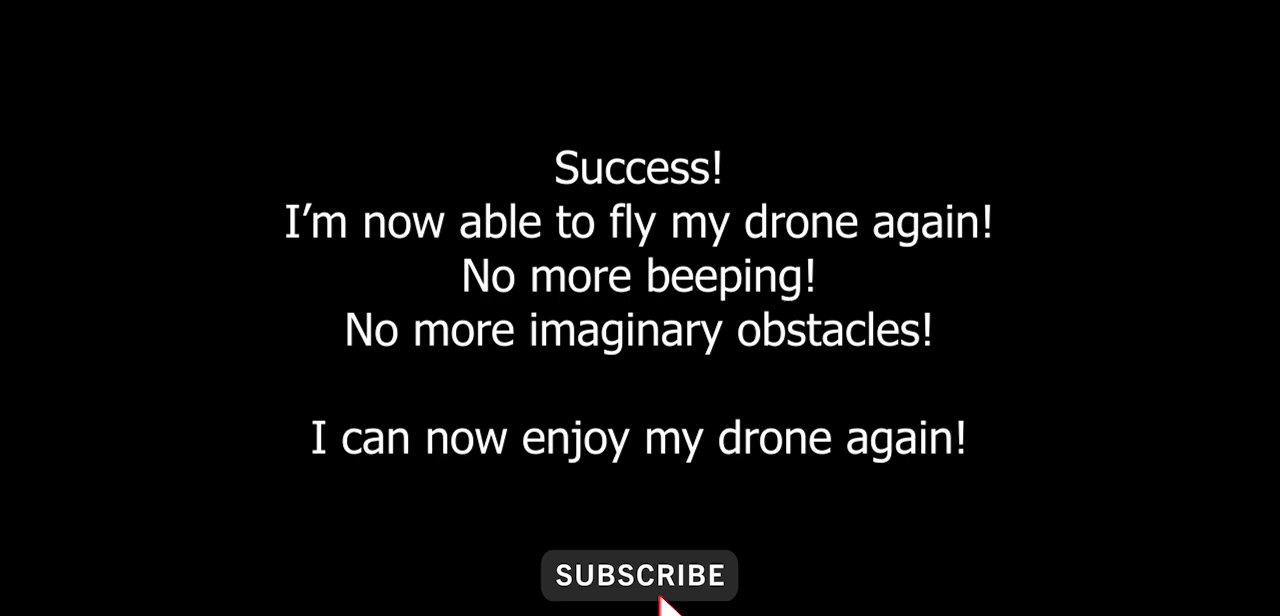 Success!
I’m now able to fly my drone again!
No more beeping!
No more imaginary obstacles!
I can now enjoy my drone again!
SUBSCRIBE